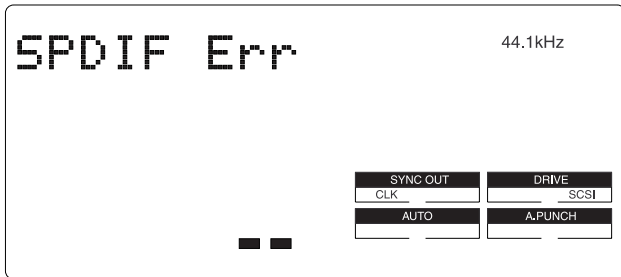 SPDIF Err
44.1kHz
SYNC OUT DRIVE
CLK SCSI
AUTO A.PUNCH